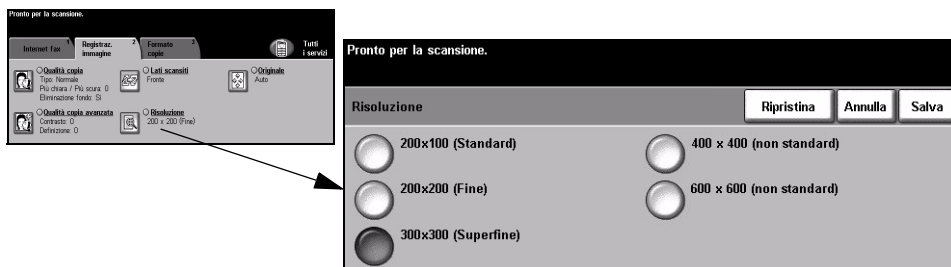 Pronto per la scansione.
Internet fax
1
Registraz.
immagine
2
Formato
copie
3
Tutti
i servizi
Qualità copia
Tipo: Normale
Più chiara / Più scura: 0
Eliminazione fondo: Sì
Lati scansiti
Fronte
Originale
Auto
Qualità copia avanzata
Contrasto: 0
Definizione: 0
Risoluzione
200 x 200 (Fine)
Pronto per la scansione.
Risoluzione
Ripristina
Annulla
Salva
200x100 (Standard)
400 x 400 (non standard)
200x200 (Fine)
600 x 600 (non standard)
300x300 (Superfine)